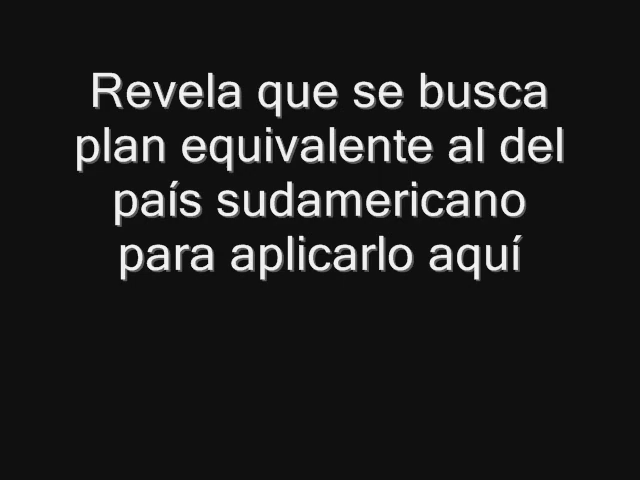 Revela que se busca
plan equivalente al del
país sudamericano
para aplicarlo aquí